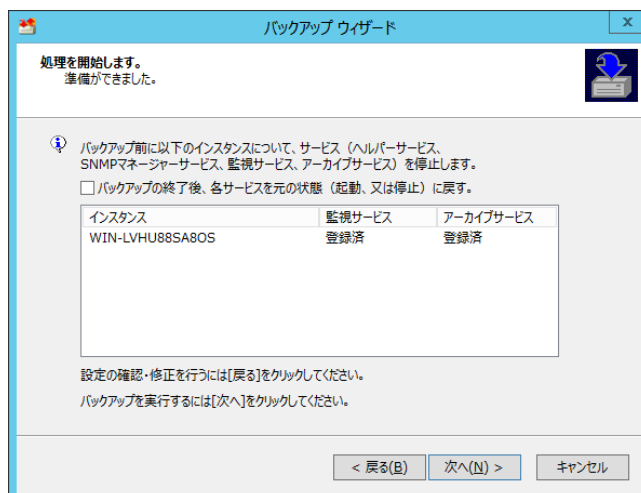 バックアップ ウィザード
x
処理を開始します。
準備ができました。
バックアップ前に以下のインスタンスについて、サービス（ヘルパーサービス、
SNMPマネージャーサービス、監視サービス、アーカイブサービス）を停止します。
バックアップの終了後、各サービスを元の状態（起動、又は停止）に戻す。
インスタンス 監視サービス アーカイブサービス
WIN-LVHU88SA8OS 登録済 登録済
設定の確認・修正を行うには[戻る]をクリックしてください。
バックアップを実行するには[次へ]をクリックしてください。
< 戻る(B) 次へ(N) > キャンセル